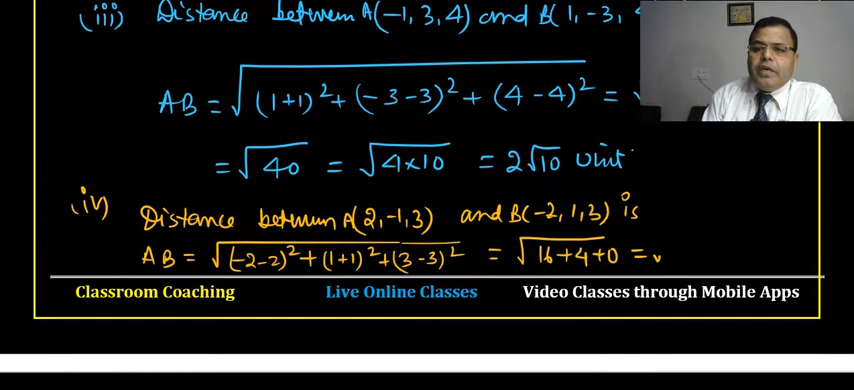 (iii) Distance between A(-1, 3, 4) and B(1, -3,
AB = √(1+1)² + (-3-3)² + (4-4)² =
= √40 = √4×10 = 2√10 Unit
(iv) Distance between A(2, -1, 3) and B(-2, 1, 3) is
AB = √(-2-2)² + (1+1)² + (3-3)² = √16+4+0 =
Classroom Coaching Live Online Classes Video Classes through Mobile Apps